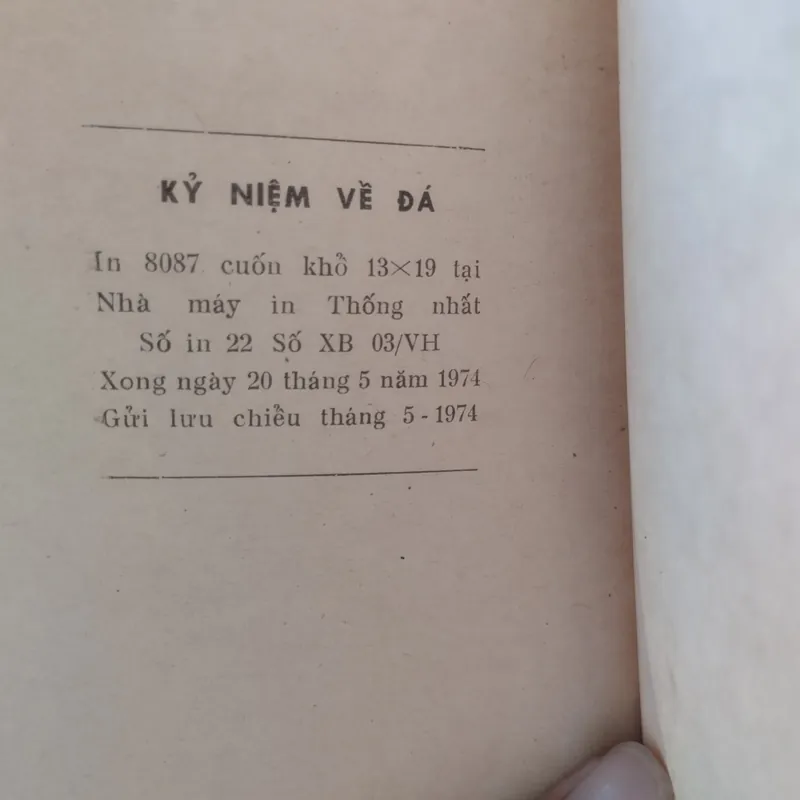 KỶ NIỆM VỀ ĐÁ
In 8087 cuốn khổ 13×19 tại
Nhà máy in Thống nhất
Số in 22 Số XB 03/VH
Xong ngày 20 tháng 5 năm 1974
Gửi lưu chiểu tháng 5-1974